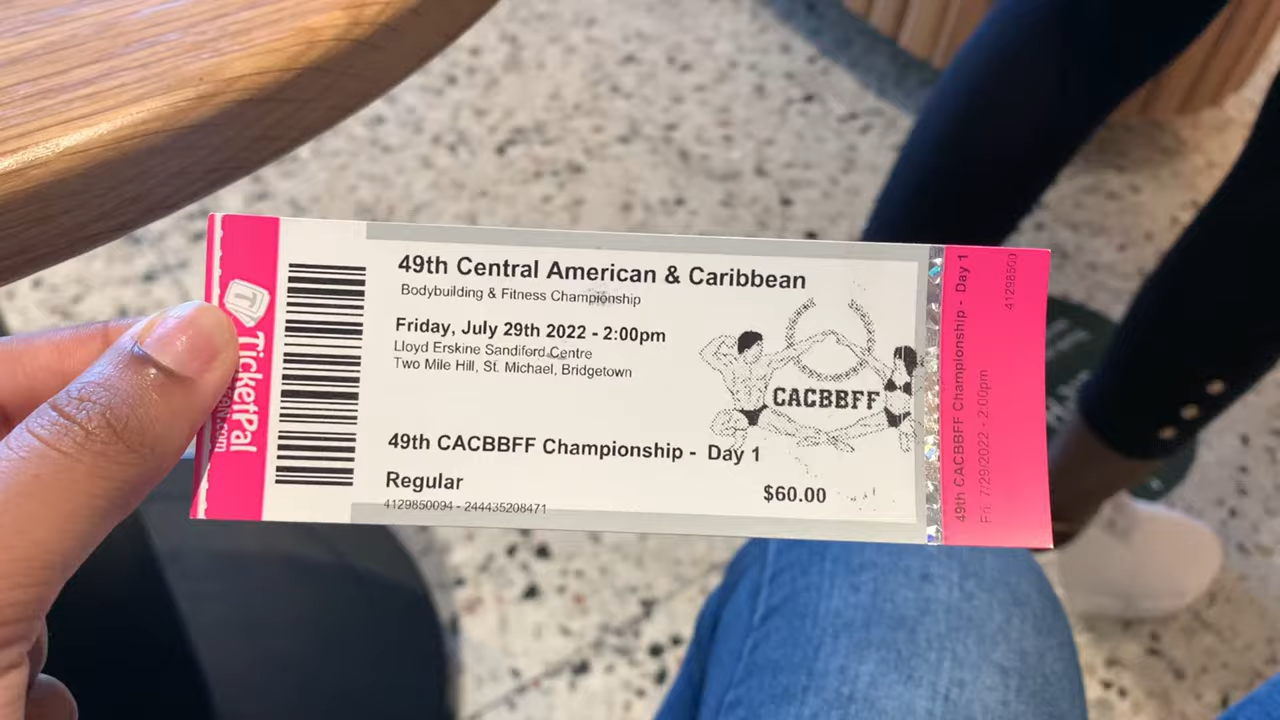 TicketPal
49th Central American & Caribbean
Bodybuilding & Fitness Championship
Friday, July 29th 2022 - 2:00pm
Lloyd Erskine Sandiford Centre
Two Mile Hill, St. Michael, Bridgetown
CACBBFF
49th CACBBFF Championship - Day 1
Regular
$60.00
4129850094 - 244435208471
49th CACBBFF Championship - Day 1
Fri 7/29/2022 - 2:00pm